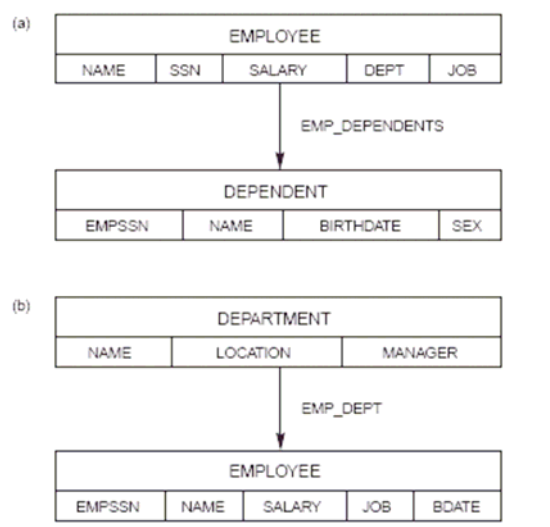 (a)
EMPLOYEE
NAME SSN SALARY DEPT JOB
EMP_DEPENDENTS
DEPENDENT
EMPSSN NAME BIRTHDATE SEX
(b)
DEPARTMENT
NAME LOCATION MANAGER
EMP_DEPT
EMPLOYEE
EMPSSN NAME SALARY JOB BDATE